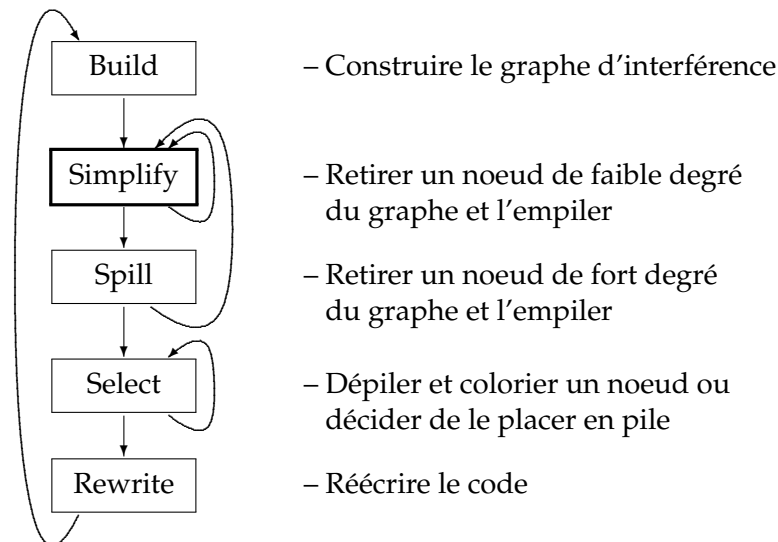 Build – Construire le graphe d'interférence
Simplify – Retirer un noeud de faible degré
du graphe et l'empiler
Spill – Retirer un noeud de fort degré
du graphe et l'empiler
Select – Dépiler et colorier un noeud ou
décider de le placer en pile
Rewrite – Réécrire le code